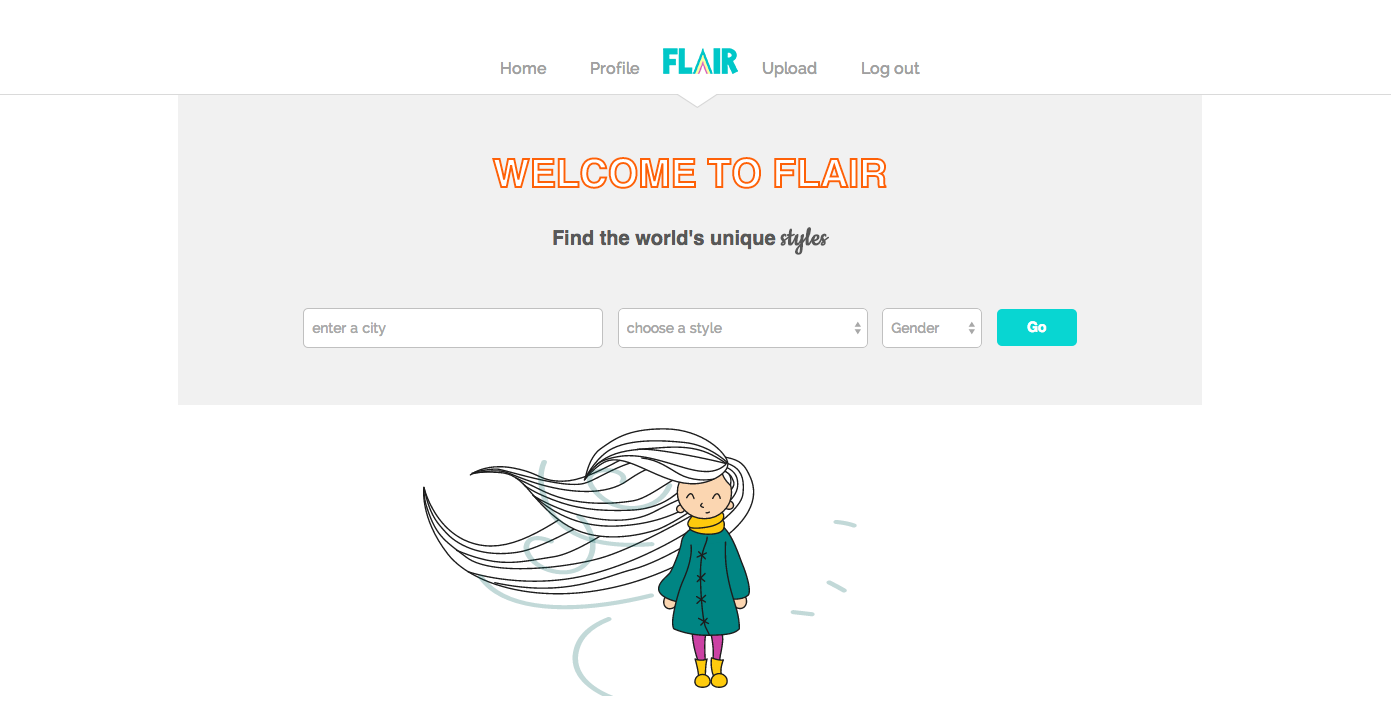 Home Profile FLAIR Upload Log out
WELCOME TO FLAIR
Find the world's unique styles
enter a city choose a style Gender Go